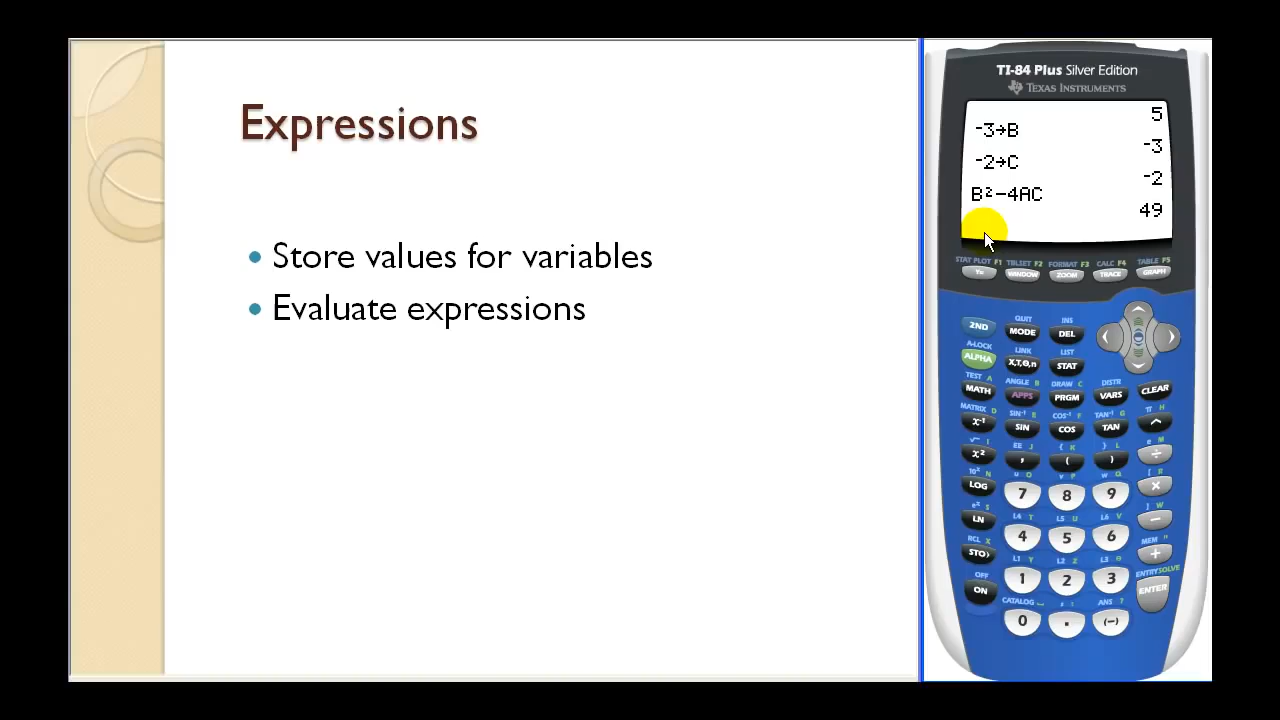 Expressions
• Store values for variables
• Evaluate expressions
TI-84 Plus Silver Edition
TEXAS INSTRUMENTS
5
-3→B
-3
-2→C
-2
B²-4AC
49
STAT PLOT F1 TBLSET F2 FORMAT F3 CALC F4 TABLE F5
Y= WINDOW ZOOM TRACE GRAPH
QUIT INS
2ND MODE DEL
A-LOCK LINK LIST
ALPHA X,T,Θ,n STAT
TEST A ANGLE B DRAW C DISTR
MATH APPS PRGM VARS CLEAR
MATRIX D SIN⁻¹ E COS⁻¹ F TAN⁻¹ G π H
x⁻¹ SIN COS TAN ^
√ I EE J { K } L e M
x² , ( ) ÷
10ˣ N u O v P w Q [ R
LOG 7 8 9 ×
eˣ S L4 T L5 U L6 V ] W
LN 4 5 6 −
RCL X L1 Y L2 Z L3 θ MEM "
STO› 1 2 3 +
OFF CATALOG ⎵ i : ANS ? ENTRY SOLVE
ON 0 . (-) ENTER